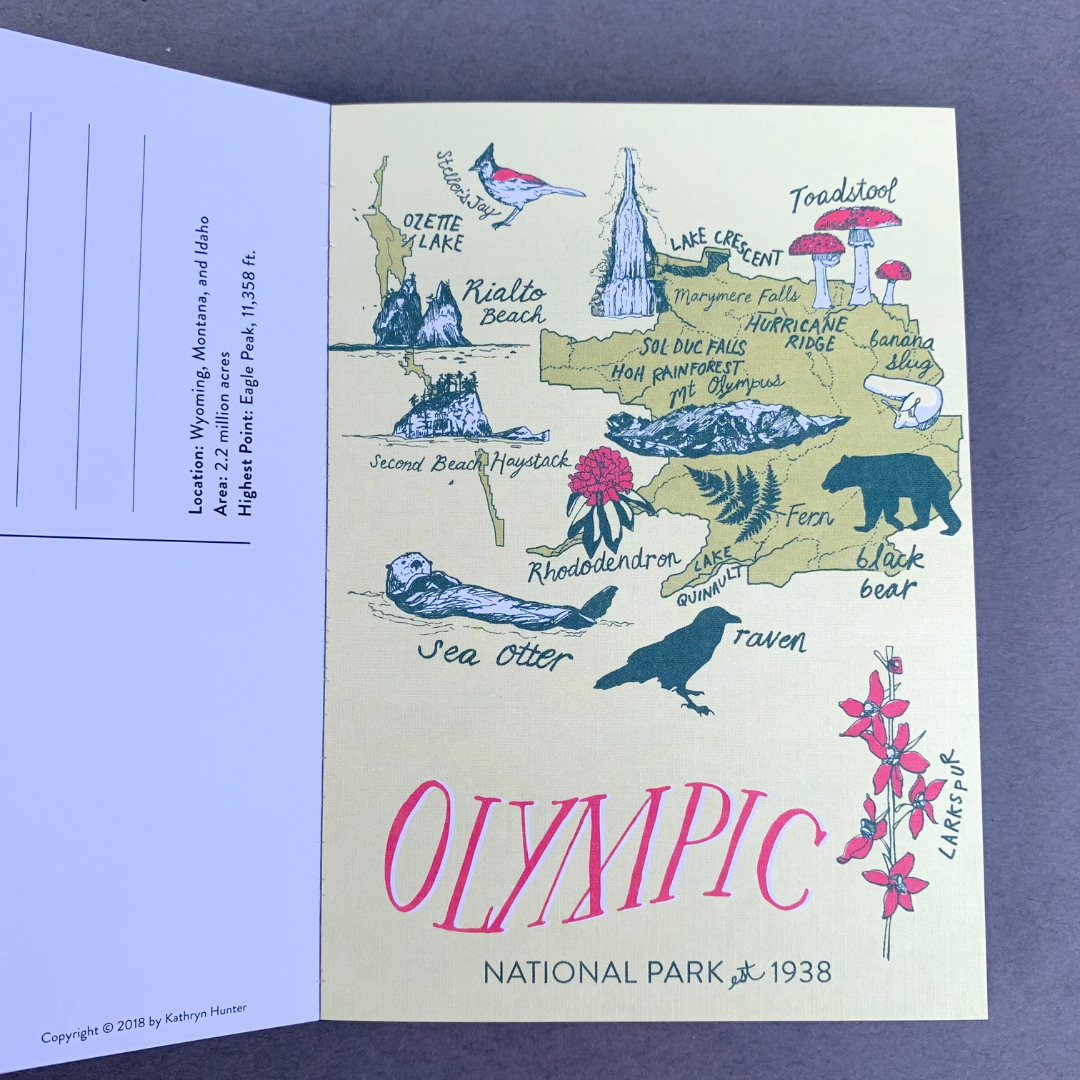 Location: Wyoming, Montana, and Idaho
Area: 2.2 million acres
Highest Point: Eagle Peak, 11,358 ft.
Copyright © 2018 by Kathryn Hunter
Steller's Jay
OZETTE
LAKE
Toadstool
LAKE CRESCENT
Rialto
Beach
Marymere Falls
HURRICANE
RIDGE
banana
slug
SOL DUC FALLS
HOH RAINFOREST
Mt Olympus
Second Beach Haystack
Fern
Rhododendron
LAKE
QUINAULT
black
bear
Sea Otter
raven
LARKSPUR
OLYMPIC
NATIONAL PARK est 1938